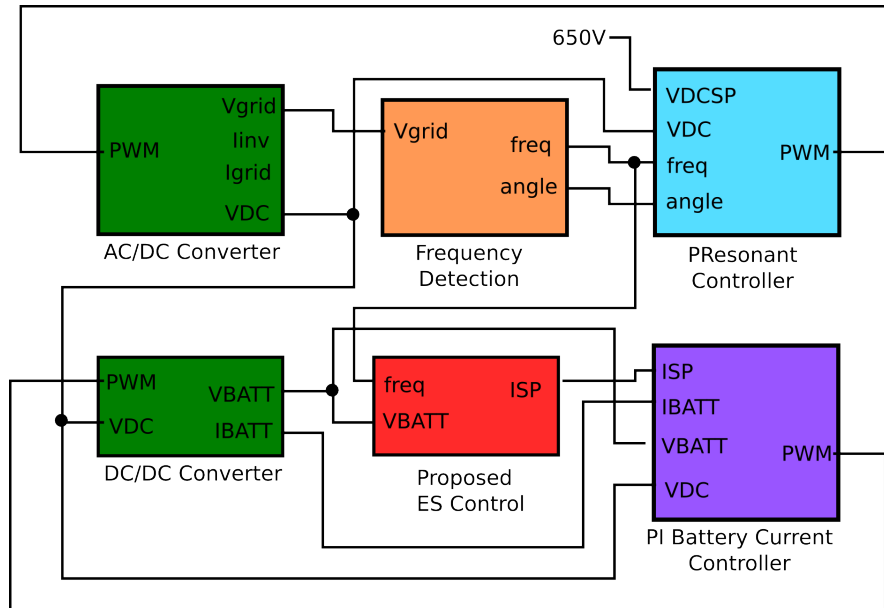 650V
Vgrid
Iinv
PWM
Igrid
VDC
AC/DC Converter
Vgrid
freq
angle
Frequency
Detection
VDCSP
VDC
freq
PWM
angle
PResonant
Controller
PWM
VBATT
VDC
IBATT
DC/DC Converter
freq
ISP
VBATT
Proposed
ES Control
ISP
IBATT
VBATT
PWM
VDC
PI Battery Current
Controller